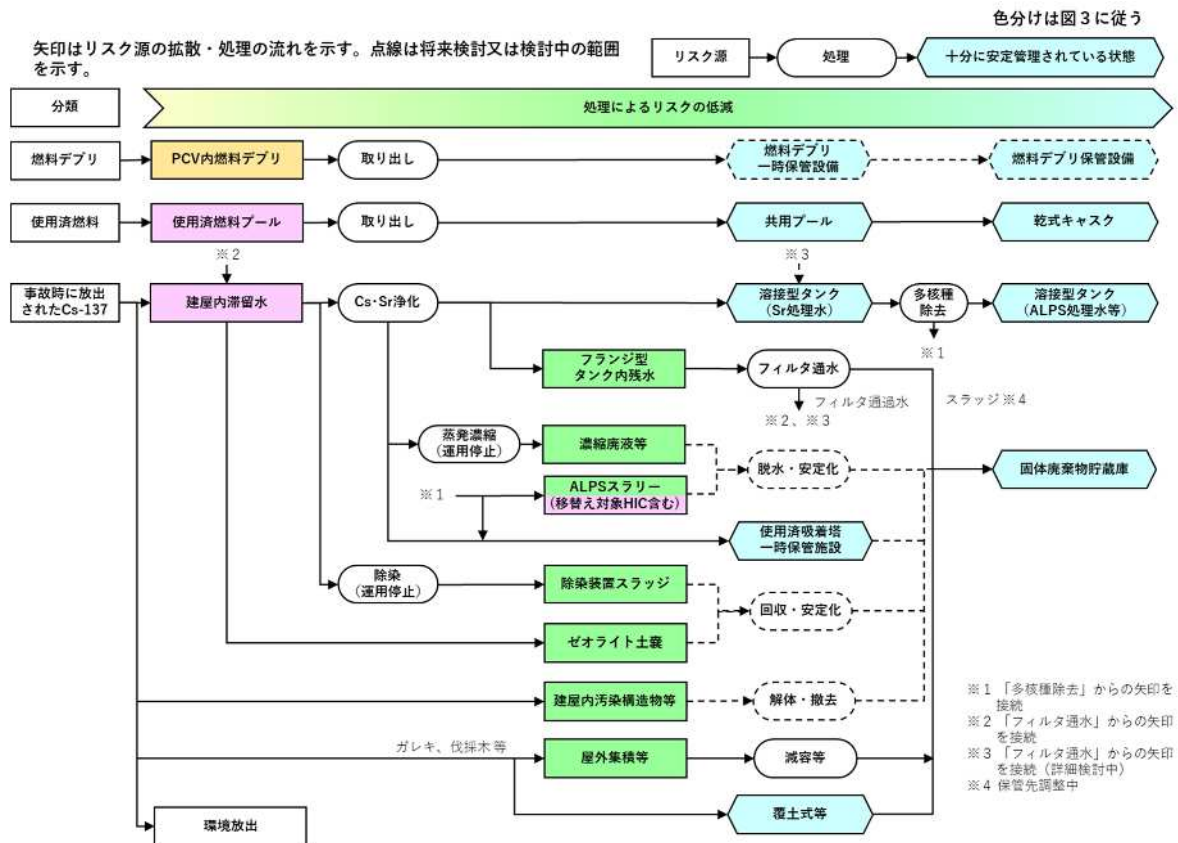 色分けは図３に従う
矢印はリスク源の拡散・処理の流れを示す。点線は将来検討又は検討中の範囲
を示す。
リスク源
処理
十分に安定管理されている状態
分類
処理によるリスクの低減
燃料デブリ
PCV内燃料デブリ
取り出し
燃料デブリ
一時保管設備
燃料デブリ保管設備
使用済燃料
使用済燃料プール
取り出し
共用プール
乾式キャスク
※２
※３
事故時に放出
されたCs-137
建屋内滞留水
Cs・Sr浄化
溶接型タンク
（Sr処理水）
多核種
除去
溶接型タンク
（ALPS処理水等）
※１
フランジ型
タンク内残水
フィルタ通水
フィルタ通過水
スラッジ※４
※２、※３
蒸発濃縮
（運用停止）
濃縮廃液等
脱水・安定化
固体廃棄物貯蔵庫
※１
ALPSスラリー
（移替え対象HIC含む）
使用済吸着塔
一時保管施設
除染
（運用停止）
除染装置スラッジ
回収・安定化
ゼオライト土嚢
建屋内汚染構造物等
解体・撤去
ガレキ、伐採木 等
屋外集積等
減容等
覆土式等
環境放出
※１ 「多核種除去」からの矢印を
接続
※２ 「フィルタ通水」からの矢印
を接続
※３ 「フィルタ通水」からの矢印
を接続（詳細検討中）
※４ 保管先調整中